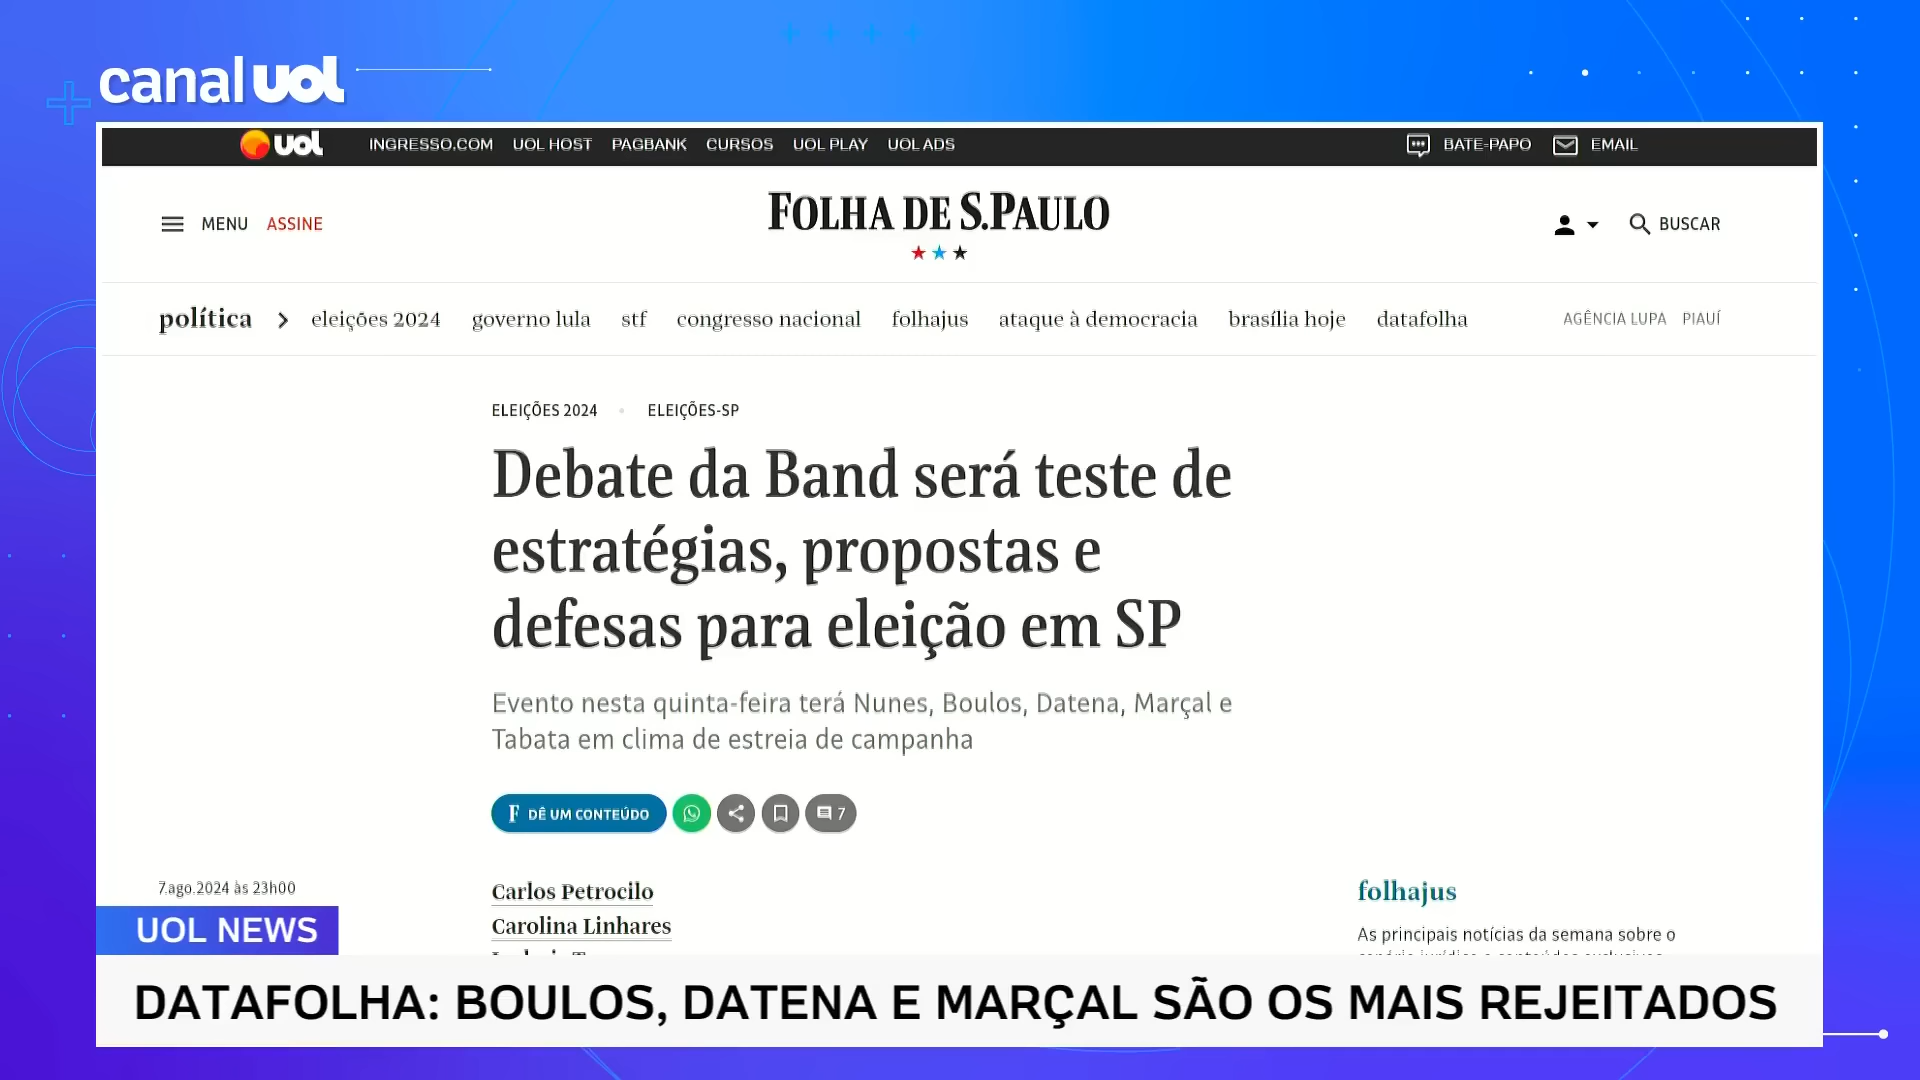 canal uol
uol INGRESSO.COM UOL HOST PAGBANK CURSOS UOL PLAY UOL ADS BATE-PAPO EMAIL
MENU ASSINE FOLHA DE S.PAULO BUSCAR
política eleições 2024 governo lula stf congresso nacional folhajus ataque à democracia brasília hoje datafolha AGÊNCIA LUPA PIAUÍ
ELEIÇÕES 2024 ELEIÇÕES-SP
Debate da Band será teste de
estratégias, propostas e
defesas para eleição em SP
Evento nesta quinta-feira terá Nunes, Boulos, Datena, Marçal e
Tabata em clima de estreia de campanha
F DÊ UM CONTEÚDO 7
7.ago.2024 às 23h00
Carlos Petrocilo
Carolina Linhares
folhajus
As principais notícias da semana sobre o
UOL NEWS
DATAFOLHA: BOULOS, DATENA E MARÇAL SÃO OS MAIS REJEITADOS